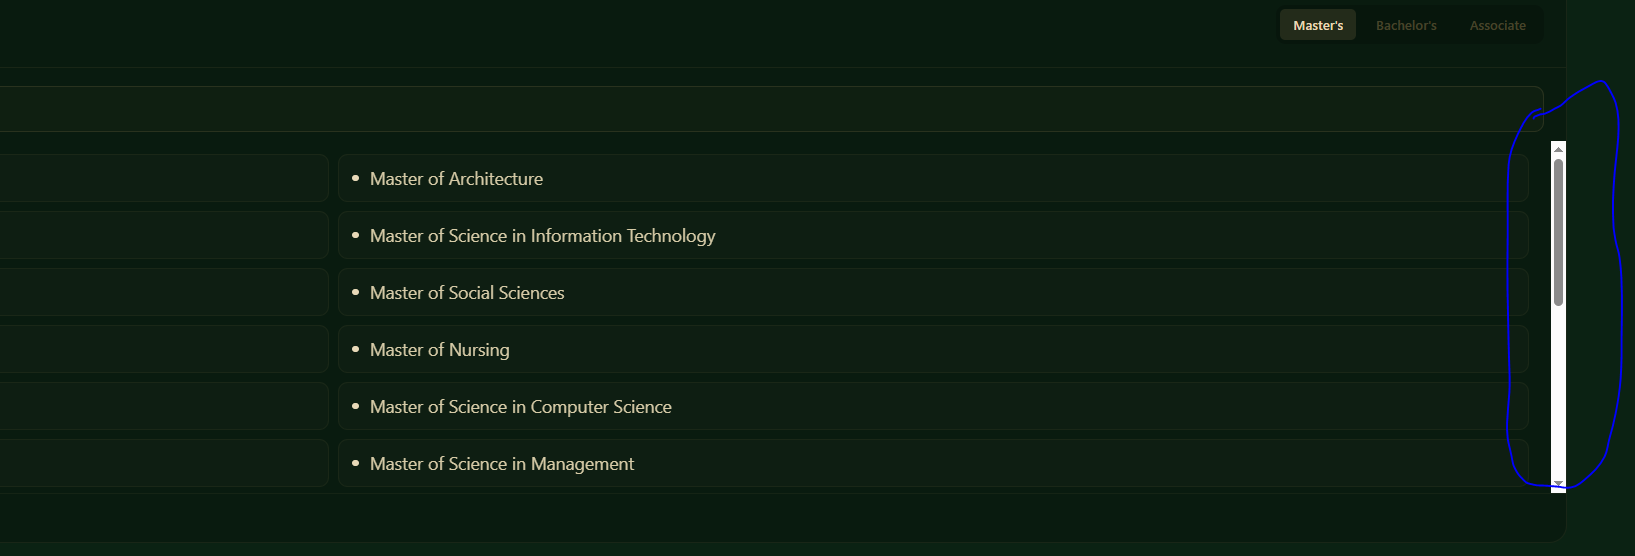 Master's Bachelor's Associate
• Master of Architecture
• Master of Science in Information Technology
• Master of Social Sciences
• Master of Nursing
• Master of Science in Computer Science
• Master of Science in Management